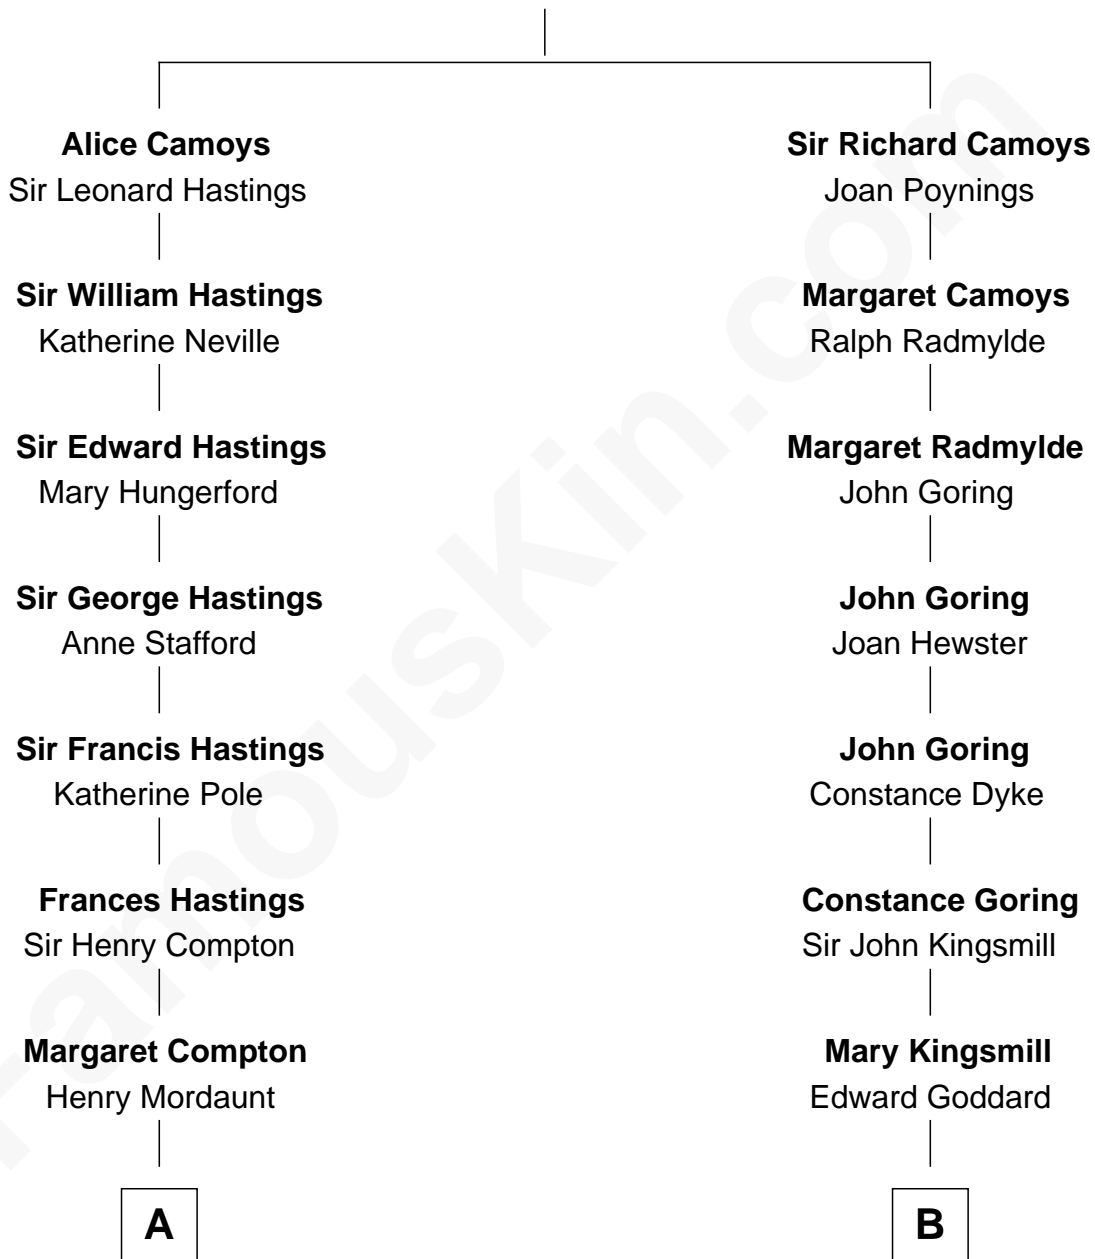 Alice Camoys
Sir Leonard Hastings
Sir William Hastings
Katherine Neville
Sir Edward Hastings
Mary Hungerford
Sir George Hastings
Anne Stafford
Sir Francis Hastings
Katherine Pole
Frances Hastings
Sir Henry Compton
Margaret Compton
Henry Mordaunt
A
Sir Richard Camoys
Joan Poynings
Margaret Camoys
Ralph Radmylde
Margaret Radmylde
John Goring
John Goring
Joan Hewster
John Goring
Constance Dyke
Constance Goring
Sir John Kingsmill
Mary Kingsmill
Edward Goddard
B
FamousKin.com